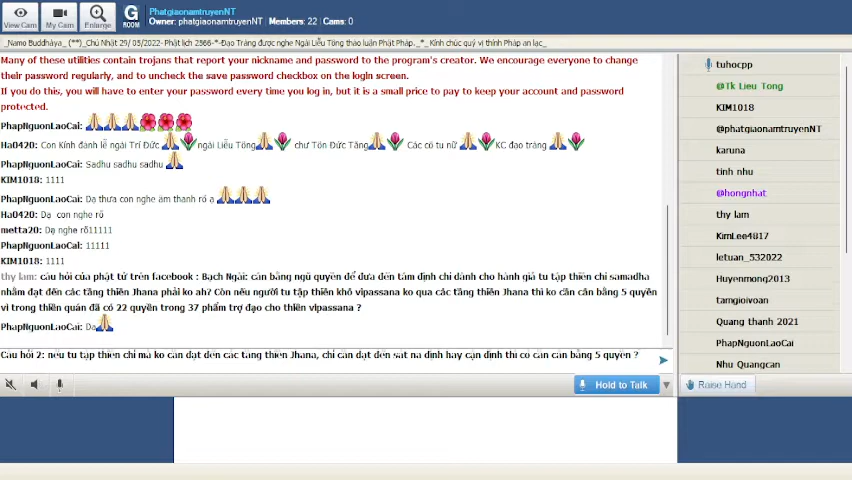 View Cam
My Cam
Enlarge
G
ROOM
PhatgiaonamtruyenNT
Owner: phatgiaonamtruyenNT | Members: 22 | Cams: 0
_Namo Buddhāya_ (**)_Chủ Nhật 29/ 05/2022- Phật lịch 2566-*-Đạo Tràng được nghe Ngài Liễu Tông thảo luận Phật Pháp._*_ Kính chúc quý vị thính Pháp an lạc_
Many of these utilities contain trojans that report your nickname and password to the program's creator. We encourage everyone to change
their password regularly, and to uncheck the save password checkbox on the login screen.
If you do this, you will have to enter your password every time you log in, but it is a small price to pay to keep your account and password
protected.
PhapNguonLaoCai:
Ha0420: Con Kính đảnh lễ ngài Trí Đức ngài Liễu Tông chư Tôn Đức Tăng Các cô tu nữ KC đạo tràng
PhapNguonLaoCai: Sadhu sadhu sadhu
KIM1018: 1111
PhapNguonLaoCai: Dạ thưa con nghe âm thanh rõ ạ
Ha0420: Dạ con nghe rõ
metta20: Dạ nghe rõ11111
PhapNguonLaoCai: 11111
KIM1018: 1111
thy lam: câu hỏi của phật tử trên facebook : Bạch Ngài: cân bằng ngũ quyền để đưa đến tâm định chỉ dành cho hành giả tu tập thiền chỉ samadha
nhằm đạt đến các tầng thiền Jhana phải ko ah? Còn nếu người tu tập thiền khô vipassana ko qua các tầng thiền Jhana thì ko cần cân bằng 5 quyền
vì trong thiền quán đã có 22 quyền trong 37 phẩm trợ đạo cho thiền vipassana ?
PhapNguonLaoCai: Dạ
Câu hỏi 2: nếu tu tập thiền chỉ mà ko cần đạt đến các tầng thiền Jhana, chỉ cần đạt đến sát na định hay cận định thì có cần cân bằng 5 quyền ?
Hold to Talk
Raise Hand
tuhocpp
@Tk Lieu Tong
KIM1018
@phatgiaonamtruyenNT
karuna
tinh nhu
@hongnhat
thy lam
KimLee4817
letuan_532022
Huyenmong2013
tamgioivoan
Quang thanh 2021
PhapNguonLaoCai
Nhu Quangcan